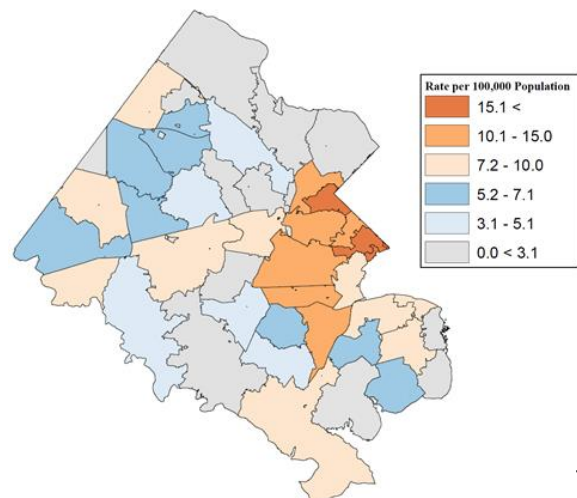 Rate per 100,000 Population
15.1 <
10.1 - 15.0
7.2 - 10.0
5.2 - 7.1
3.1 - 5.1
0.0 < 3.1